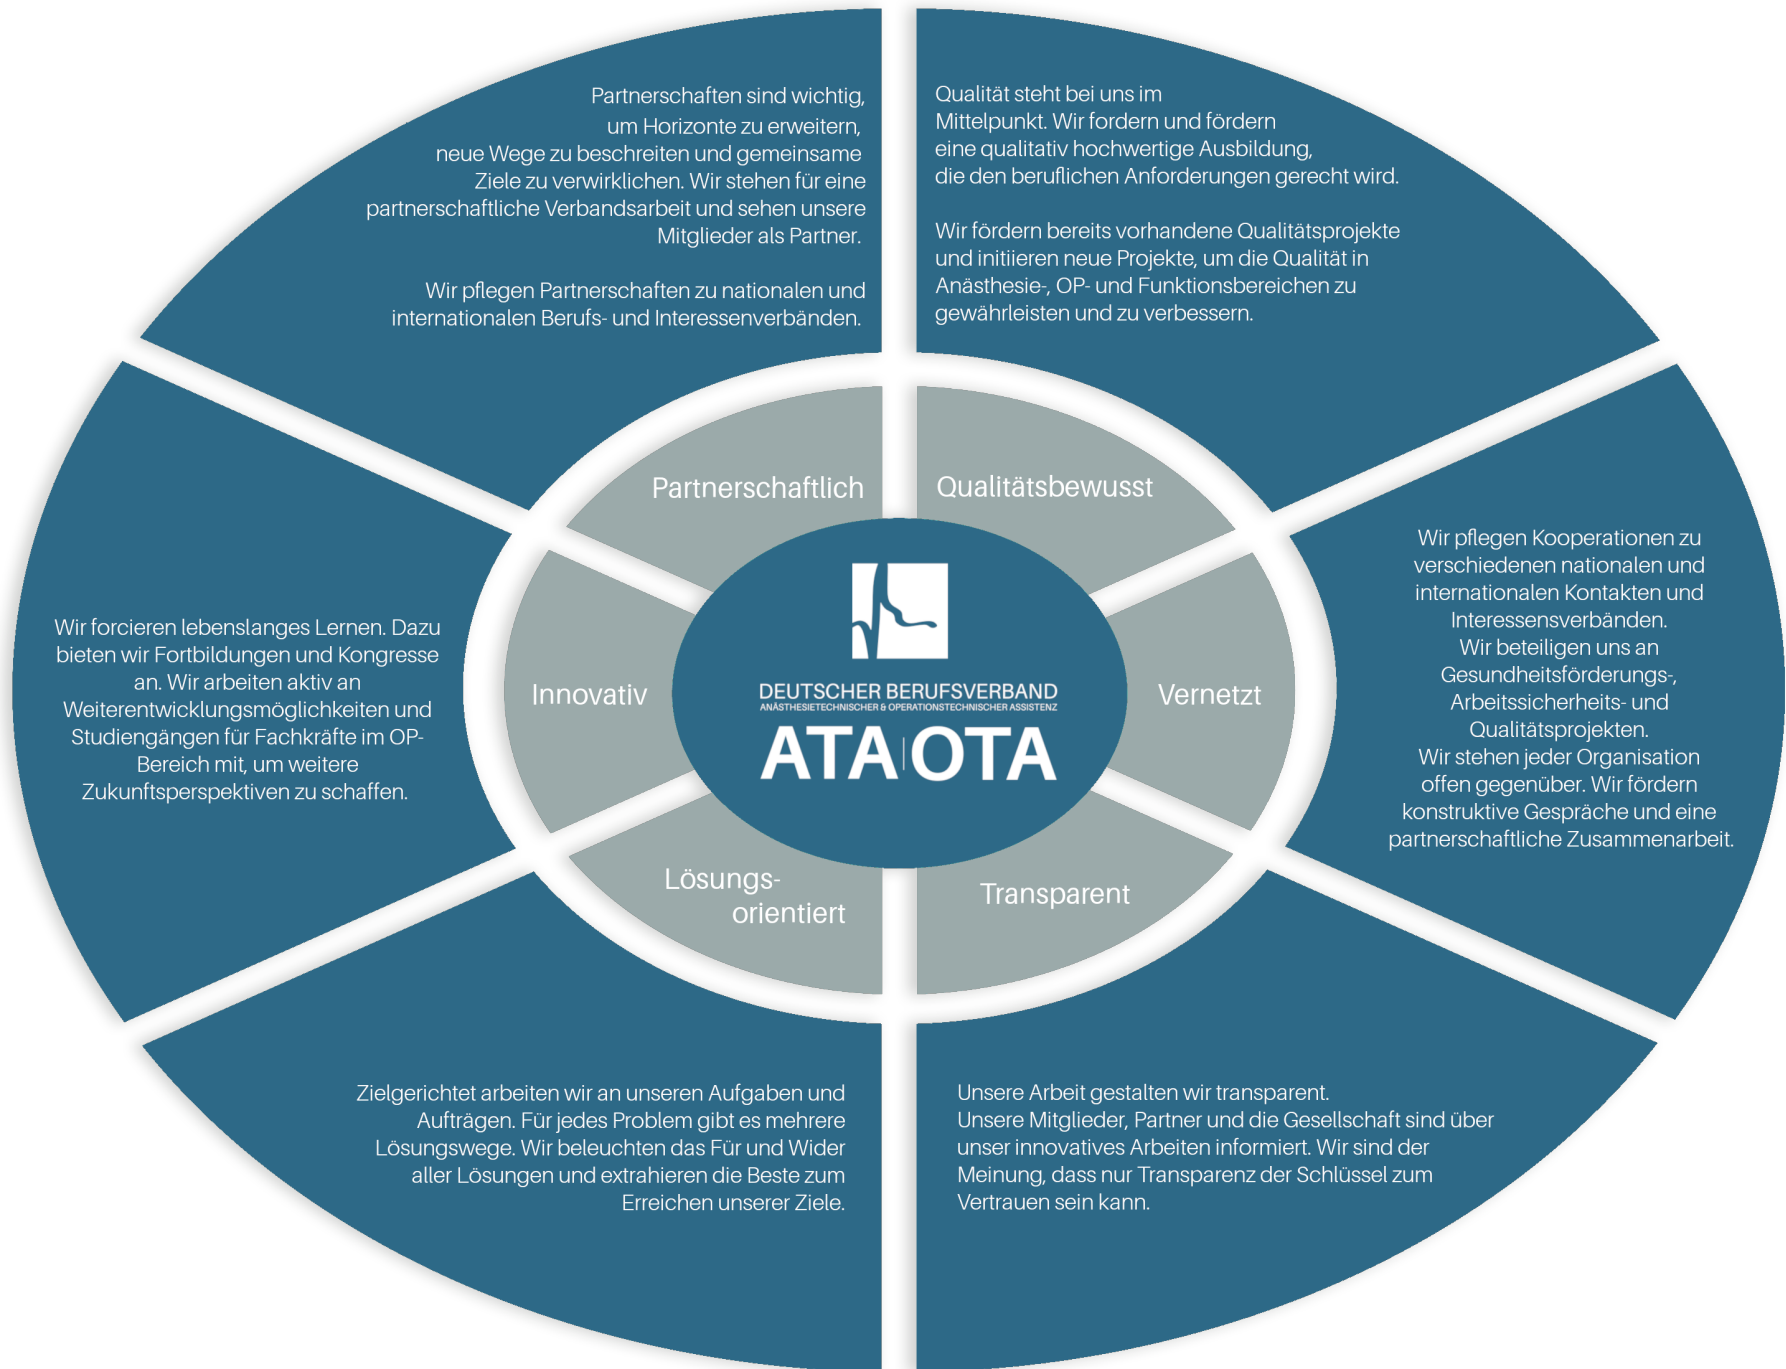 Partnerschaften sind wichtig,
um Horizonte zu erweitern,
neue Wege zu beschreiten und gemeinsame
Ziele zu verwirklichen. Wir stehen für eine
partnerschaftliche Verbandsarbeit und sehen unsere
Mitglieder als Partner.
Wir pflegen Partnerschaften zu nationalen und
internationalen Berufs- und Interessenverbänden.
Qualität steht bei uns im
Mittelpunkt. Wir fordern und fördern
eine qualitativ hochwertige Ausbildung,
die den beruflichen Anforderungen gerecht wird.
Wir fördern bereits vorhandene Qualitätsprojekte
und initiieren neue Projekte, um die Qualität in
Anästhesie-, OP- und Funktionsbereichen zu
gewährleisten und zu verbessern.
Partnerschaftlich
Qualitätsbewusst
Wir forcieren lebenslanges Lernen. Dazu
bieten wir Fortbildungen und Kongresse
an. Wir arbeiten aktiv an
Weiterentwicklungsmöglichkeiten und
Studiengängen für Fachkräfte im OP-
Bereich mit, um weitere
Zukunftsperspektiven zu schaffen.
Innovativ
DEUTSCHER BERUFSVERBAND
ANÄSTHESIETECHNISCHER & OPERATIONSTECHNISCHER ASSISTENZ
ATA|OTA
Vernetzt
Wir pflegen Kooperationen zu
verschiedenen nationalen und
internationalen Kontakten und
Interessensverbänden.
Wir beteiligen uns an
Gesundheitsförderungs-,
Arbeitssicherheits- und
Qualitätsprojekten.
Wir stehen jeder Organisation
offen gegenüber. Wir fördern
konstruktive Gespräche und eine
partnerschaftliche Zusammenarbeit.
Lösungs-
orientiert
Transparent
Zielgerichtet arbeiten wir an unseren Aufgaben und
Aufträgen. Für jedes Problem gibt es mehrere
Lösungswege. Wir beleuchten das Für und Wider
aller Lösungen und extrahieren die Beste zum
Erreichen unserer Ziele.
Unsere Arbeit gestalten wir transparent.
Unsere Mitglieder, Partner und die Gesellschaft sind über
unser innovatives Arbeiten informiert. Wir sind der
Meinung, dass nur Transparenz der Schlüssel zum
Vertrauen sein kann.